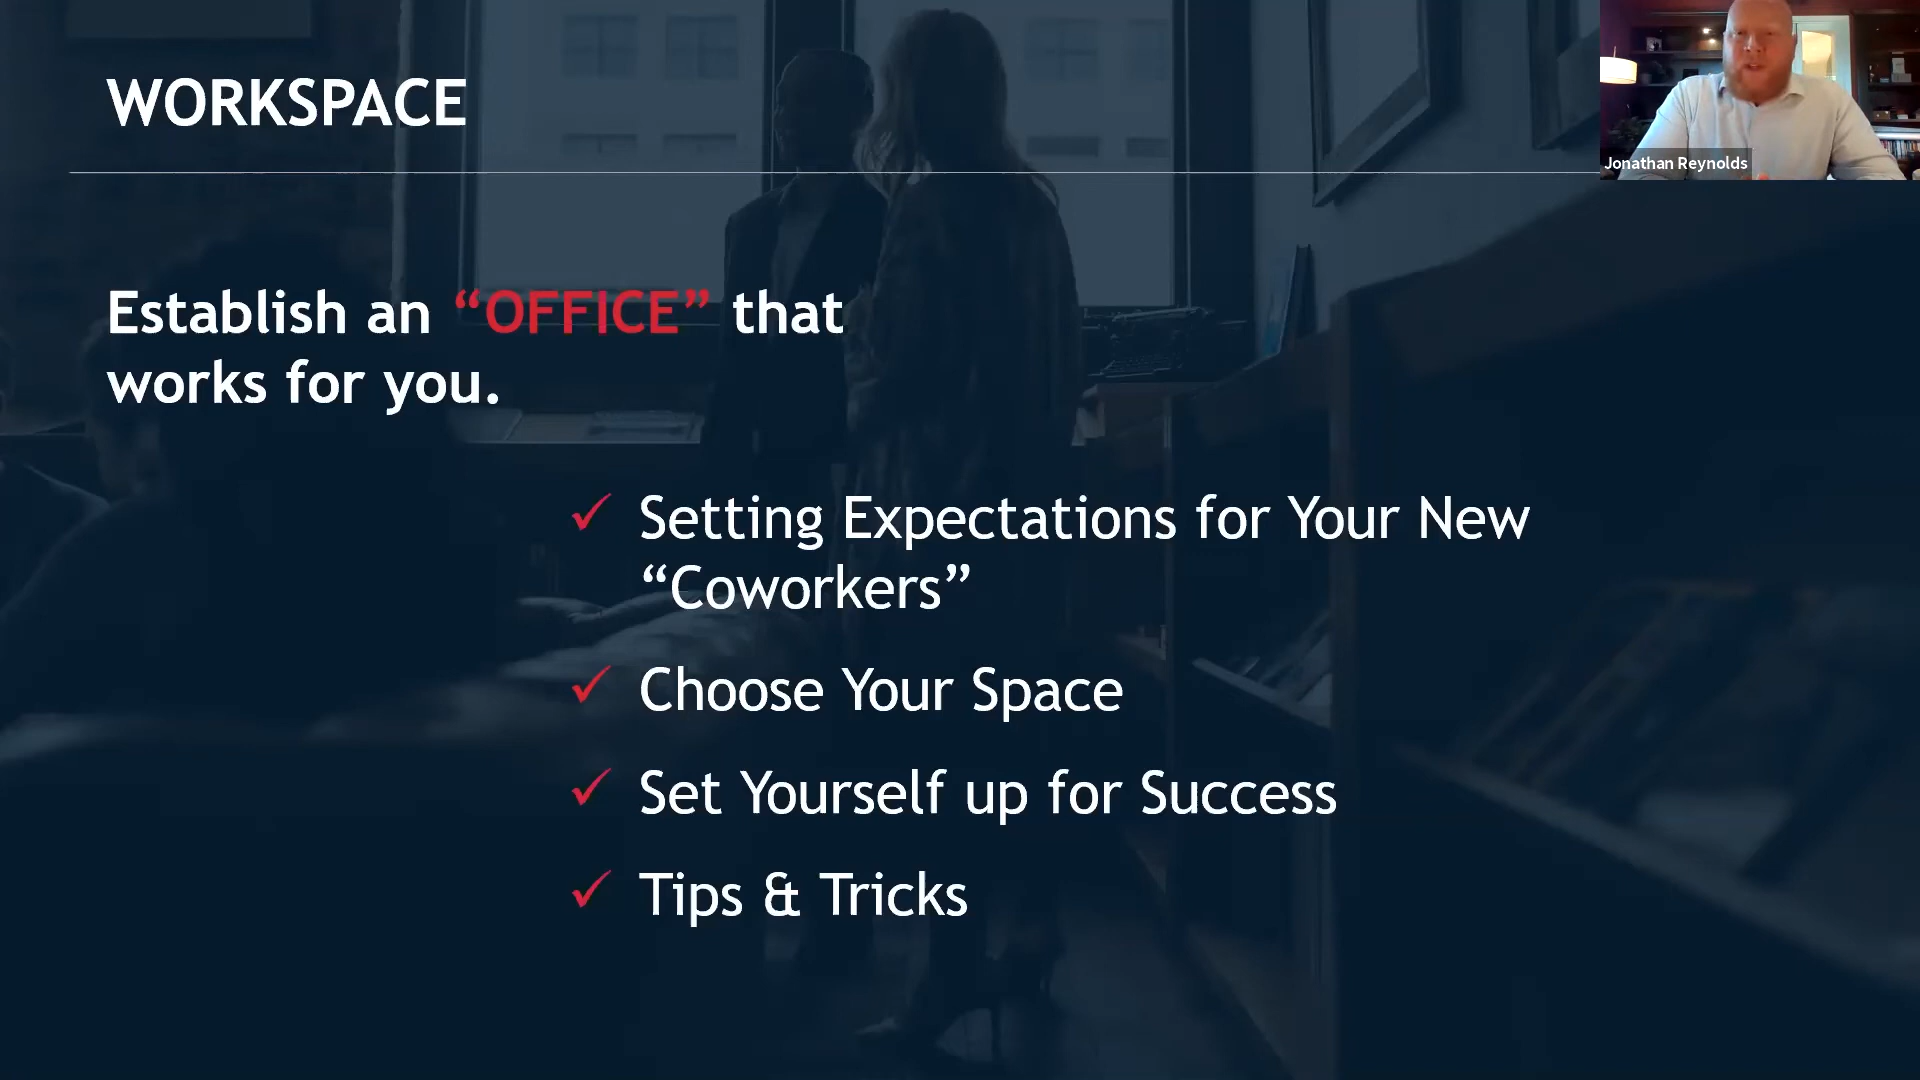 WORKSPACE
Jonathan Reynolds
Establish an “OFFICE” that
works for you.
✓ Setting Expectations for Your New
“Coworkers”
✓ Choose Your Space
✓ Set Yourself up for Success
✓ Tips & Tricks